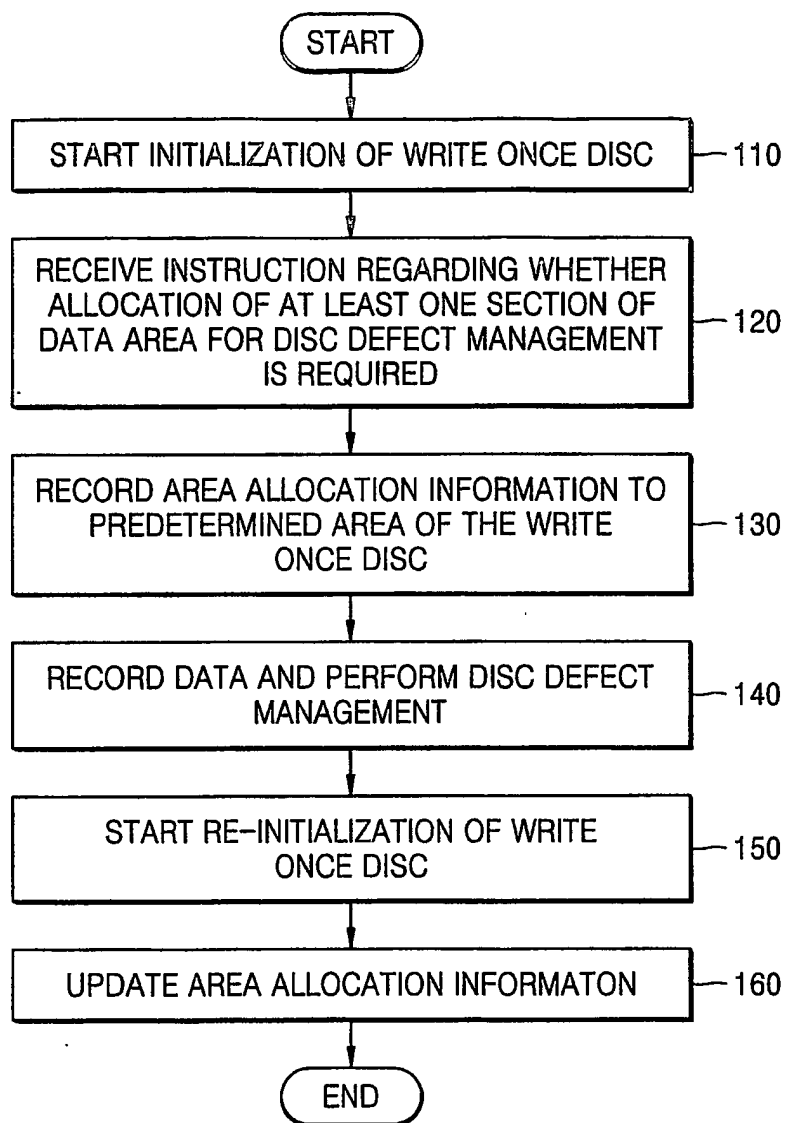 START
START INITIALIZATION OF WRITE ONCE DISC
110
RECEIVE INSTRUCTION REGARDING WHETHER
ALLOCATION OF AT LEAST ONE SECTION OF
DATA AREA FOR DISC DEFECT MANAGEMENT
IS REQUIRED
120
RECORD AREA ALLOCATION INFORMATION TO
PREDETERMINED AREA OF THE WRITE
ONCE DISC
130
RECORD DATA AND PERFORM DISC DEFECT
MANAGEMENT
140
START RE-INITIALIZATION OF WRITE
ONCE DISC
150
UPDATE AREA ALLOCATION INFORMATON
160
END